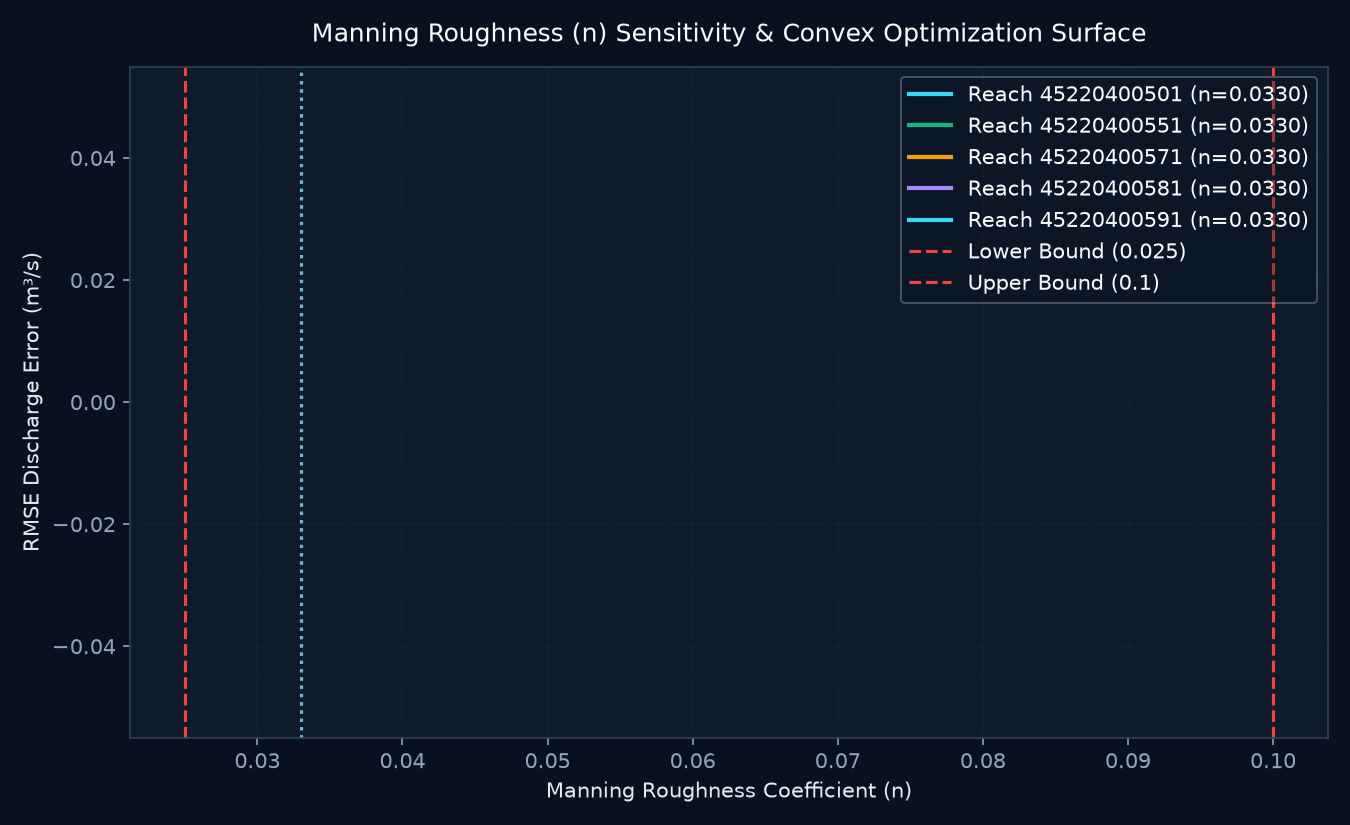 Manning Roughness (n) Sensitivity & Convex Optimization Surface
Reach 45220400501 (n=0.0330)
Reach 45220400551 (n=0.0330)
Reach 45220400571 (n=0.0330)
Reach 45220400581 (n=0.0330)
Reach 45220400591 (n=0.0330)
Lower Bound (0.025)
Upper Bound (0.1)
RMSE Discharge Error (m³/s)
0.04
0.02
0.00
−0.02
−0.04
0.03 0.04 0.05 0.06 0.07 0.08 0.09 0.10
Manning Roughness Coefficient (n)